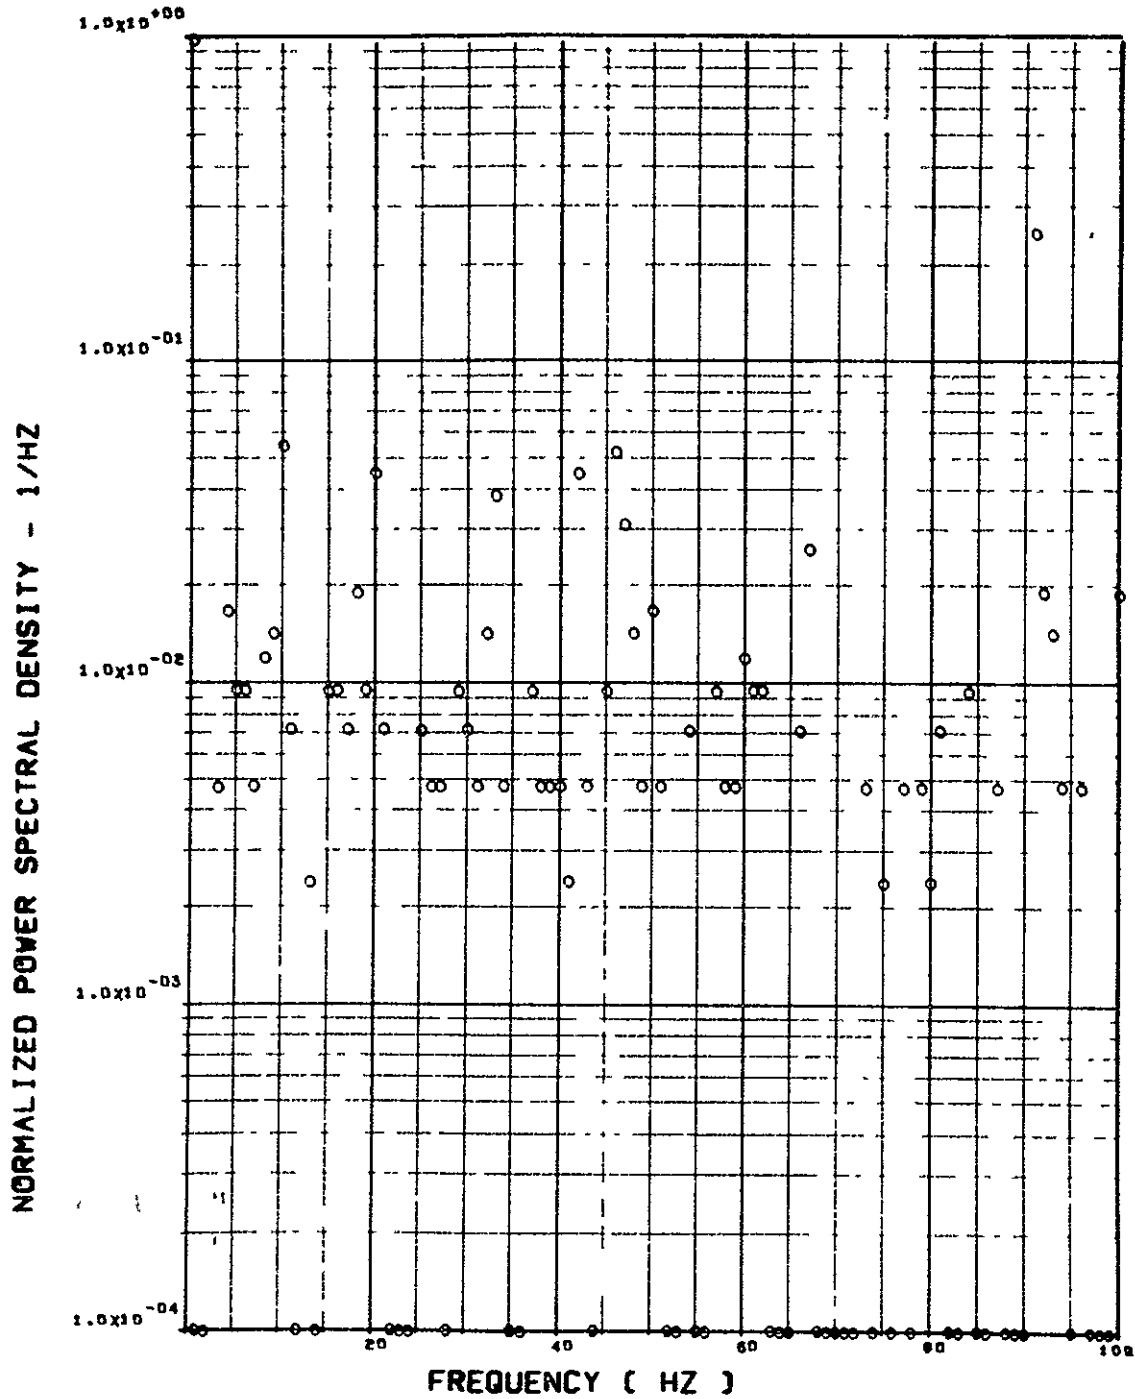 1.0X10+00
1.0X10-01
1.0X10-02
1.0X10-03
1.0X10-04
NORMALIZED POWER SPECTRAL DENSITY - 1/HZ
20 40 60 80 100
FREQUENCY ( HZ )